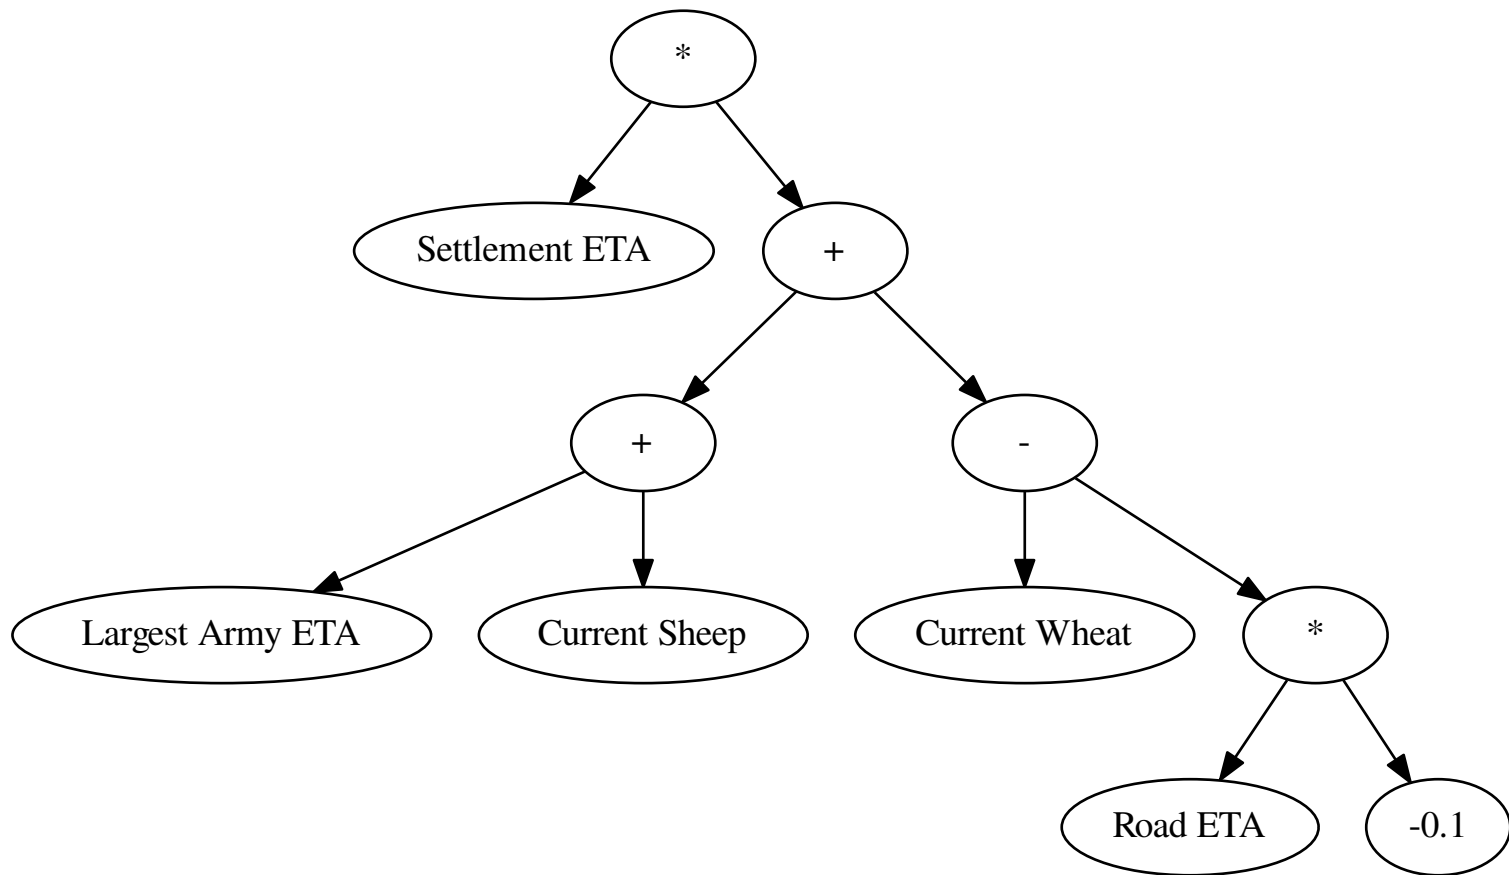 *
Settlement ETA
+
+
-
Largest Army ETA
Current Sheep
Current Wheat
*
Road ETA
-0.1